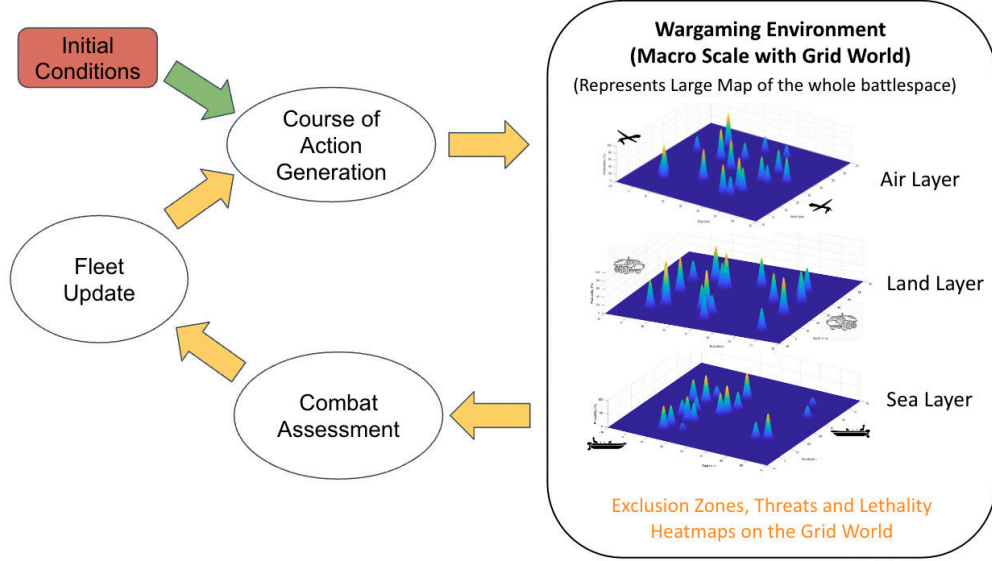 Initial
Conditions
Course of
Action
Generation
Fleet
Update
Combat
Assessment
Wargaming Environment
(Macro Scale with Grid World)
(Represents Large Map of the whole battlespace)
Air Layer
Land Layer
Sea Layer
Exclusion Zones, Threats and Lethality
Heatmaps on the Grid World